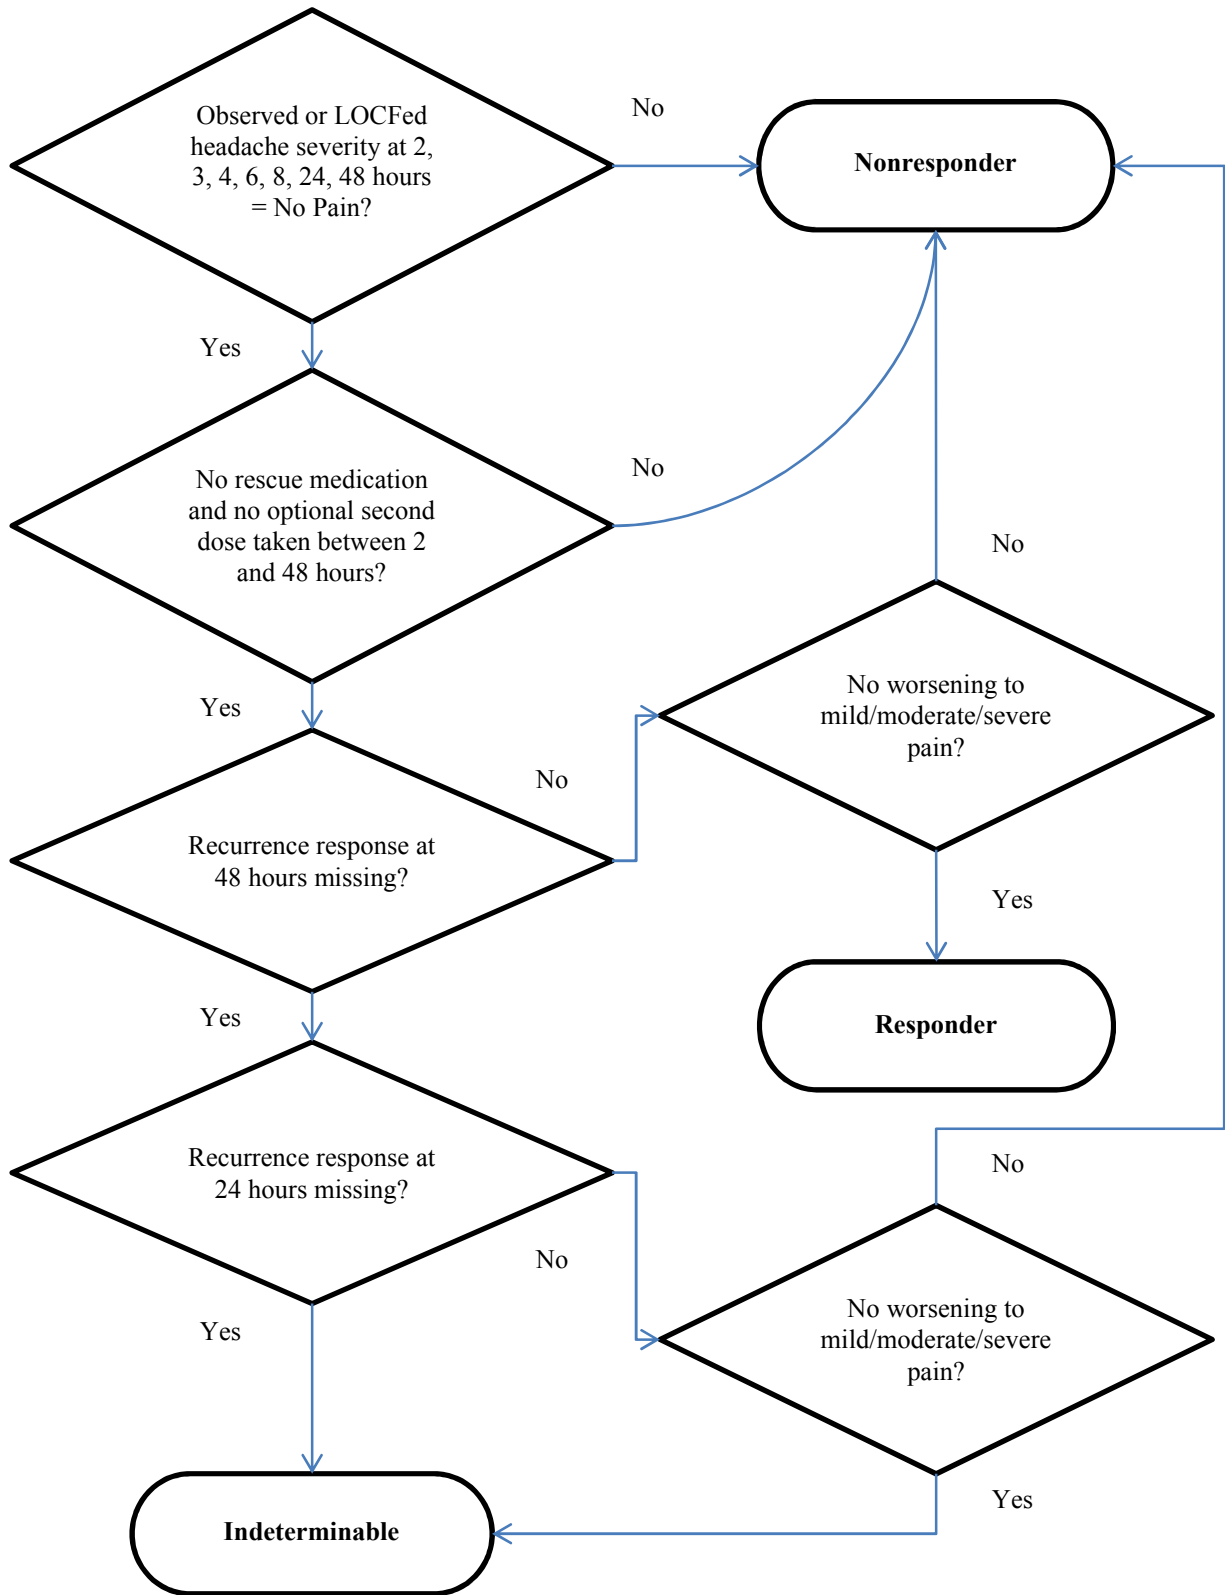 Observed or LOCFed
headache severity at 2,
3, 4, 6, 8, 24, 48 hours
= No Pain?
No
Nonresponder
Yes
No rescue medication
and no optional second
dose taken between 2
and 48 hours?
No
No
Yes
No worsening to
mild/moderate/severe
pain?
No
Recurrence response at
48 hours missing?
Yes
Yes
Responder
Recurrence response at
24 hours missing?
No
No
Yes
No worsening to
mild/moderate/severe
pain?
Yes
Indeterminable